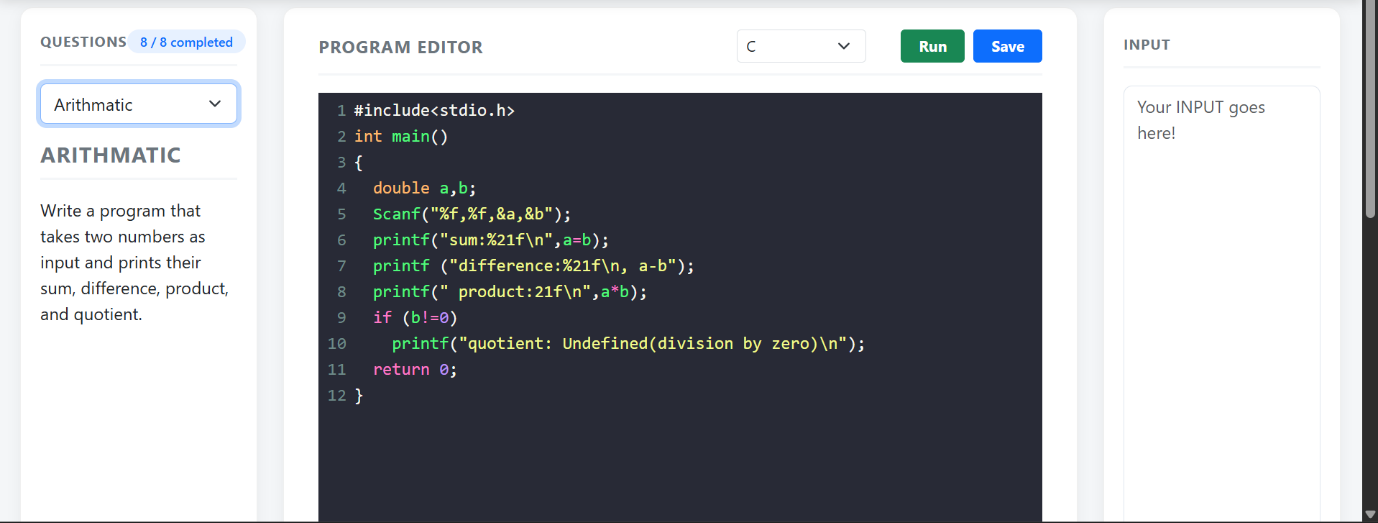 QUESTIONS 8 / 8 completed
Arithmatic
ARITHMATIC
Write a program that
takes two numbers as
input and prints their
sum, difference, product,
and quotient.
PROGRAM EDITOR C Run Save
1 #include<stdio.h>
2 int main()
3 {
4   double a,b;
5   Scanf("%f,%f,&a,&b");
6   printf("sum:%21f\n",a=b);
7   printf ("difference:%21f\n, a-b");
8   printf(" product:21f\n",a*b);
9   if (b!=0)
10     printf("quotient: Undefined(division by zero)\n");
11   return 0;
12 }
INPUT
Your INPUT goes
here!